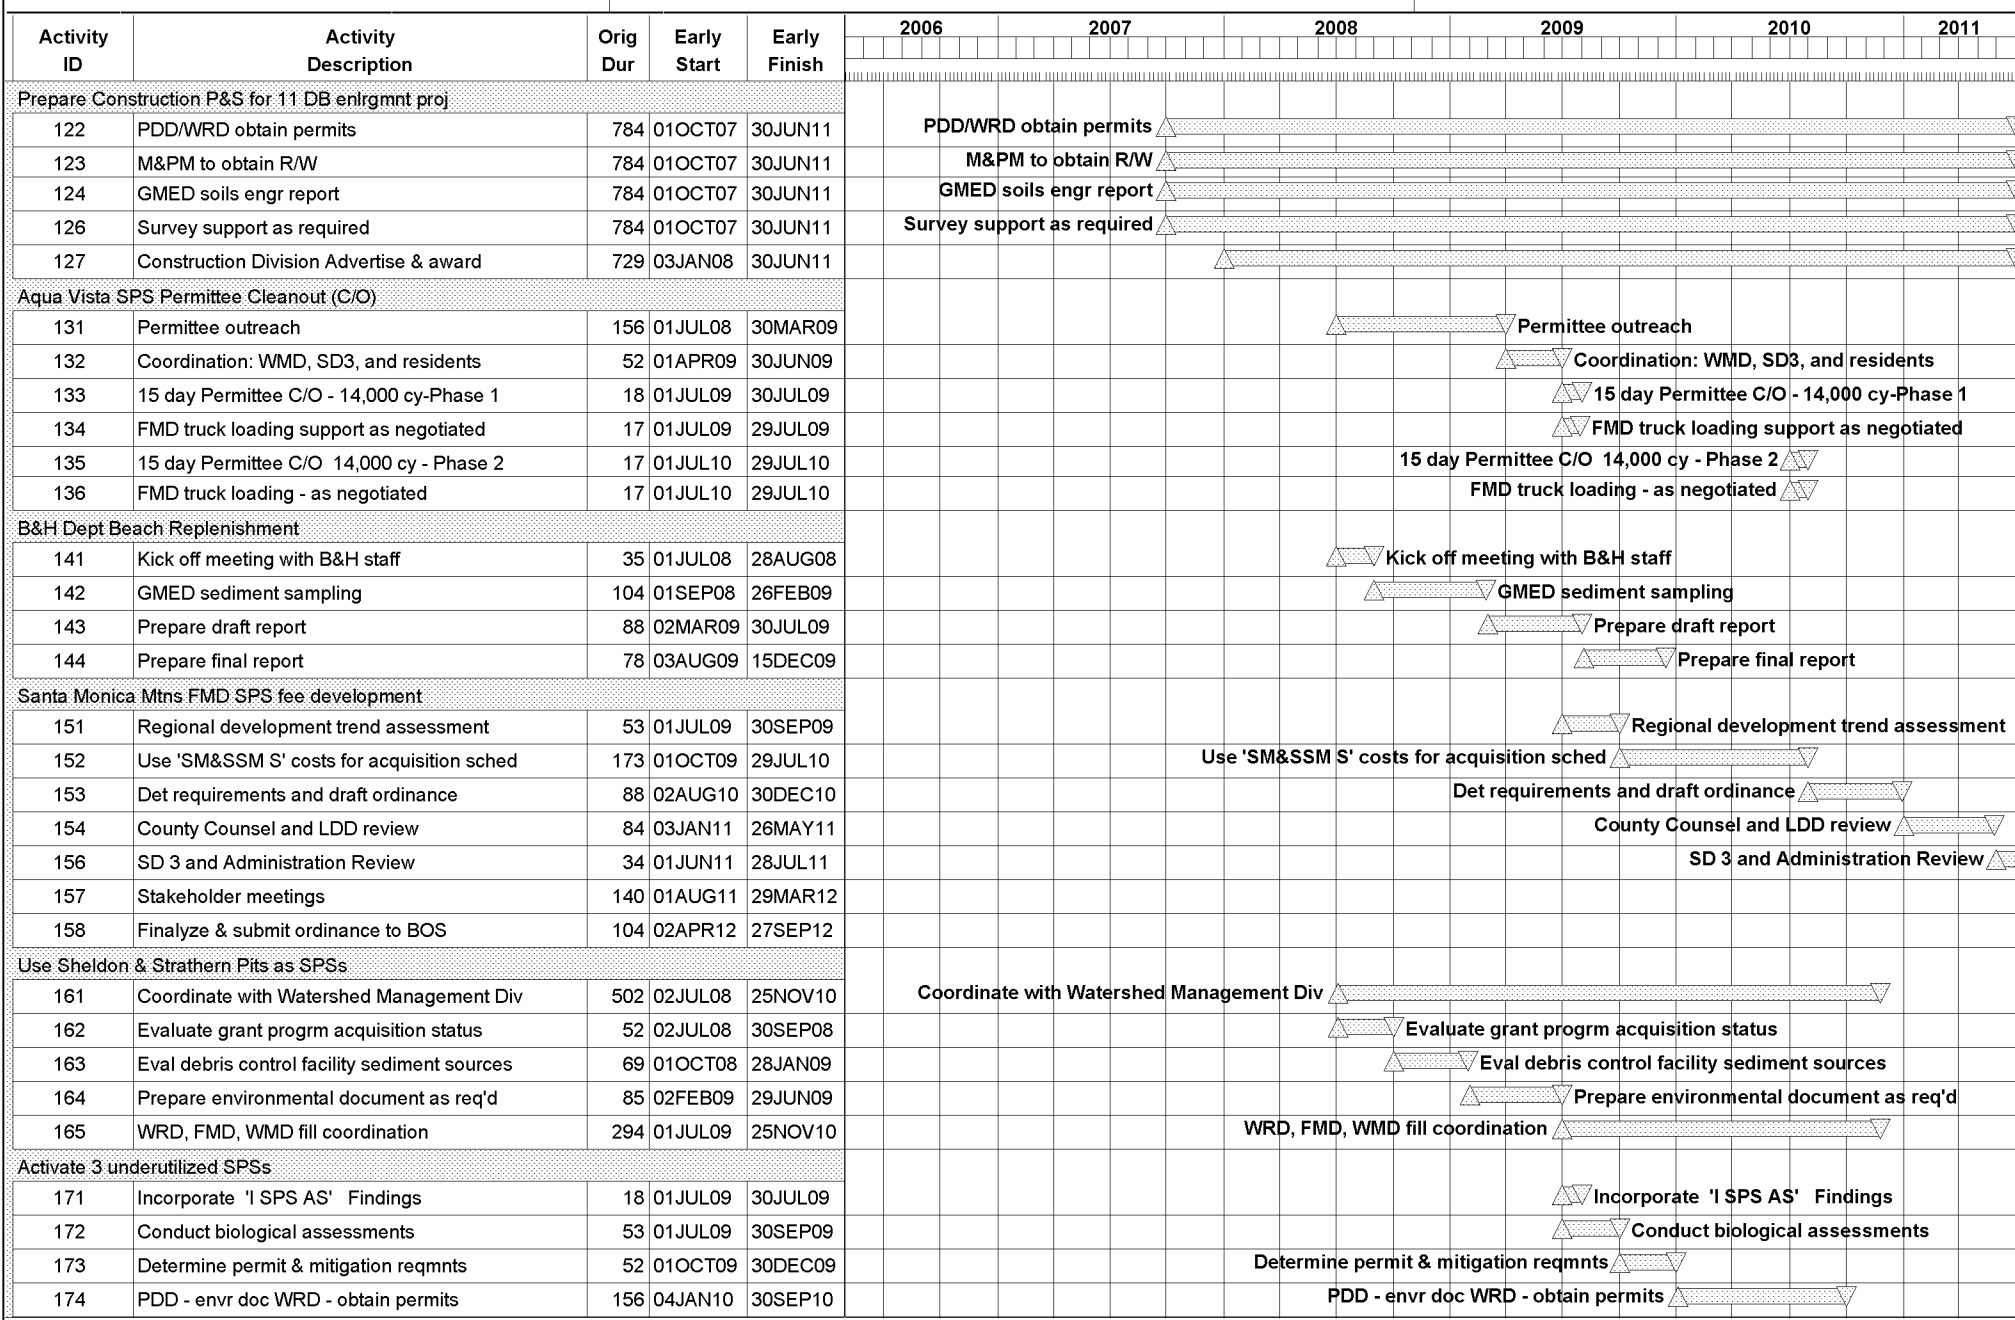 2006 2007 2008 2009 2010 2011
Activity Activity Orig Early Early
ID Description Dur Start Finish
Prepare Construction P&S for 11 DB enlrgmnt proj
122 PDD/WRD obtain permits 784 01OCT07 30JUN11 PDD/WRD obtain permits
123 M&PM to obtain R/W 784 01OCT07 30JUN11 M&PM to obtain R/W
124 GMED soils engr report 784 01OCT07 30JUN11 GMED soils engr report
126 Survey support as required 784 01OCT07 30JUN11 Survey support as required
127 Construction Division Advertise & award 729 03JAN08 30JUN11
Aqua Vista SPS Permittee Cleanout (C/O)
131 Permittee outreach 156 01JUL08 30MAR09 Permittee outreach
132 Coordination: WMD, SD3, and residents 52 01APR09 30JUN09 Coordination: WMD, SD3, and residents
133 15 day Permittee C/O - 14,000 cy-Phase 1 18 01JUL09 30JUL09 15 day Permittee C/O - 14,000 cy-Phase 1
134 FMD truck loading support as negotiated 17 01JUL09 29JUL09 FMD truck loading support as negotiated
135 15 day Permittee C/O 14,000 cy - Phase 2 17 01JUL10 29JUL10 15 day Permittee C/O 14,000 cy - Phase 2
136 FMD truck loading - as negotiated 17 01JUL10 29JUL10 FMD truck loading - as negotiated
B&H Dept Beach Replenishment
141 Kick off meeting with B&H staff 35 01JUL08 28AUG08 Kick off meeting with B&H staff
142 GMED sediment sampling 104 01SEP08 26FEB09 GMED sediment sampling
143 Prepare draft report 88 02MAR09 30JUL09 Prepare draft report
144 Prepare final report 78 03AUG09 15DEC09 Prepare final report
Santa Monica Mtns FMD SPS fee development
151 Regional development trend assessment 53 01JUL09 30SEP09 Regional development trend assessment
152 Use 'SM&SSM S' costs for acquisition sched 173 01OCT09 29JUL10 Use 'SM&SSM S' costs for acquisition sched
153 Det requirements and draft ordinance 88 02AUG10 30DEC10 Det requirements and draft ordinance
154 County Counsel and LDD review 84 03JAN11 26MAY11 County Counsel and LDD review
156 SD 3 and Administration Review 34 01JUN11 28JUL11 SD 3 and Administration Review
157 Stakeholder meetings 140 01AUG11 29MAR12
158 Finalyze & submit ordinance to BOS 104 02APR12 27SEP12
Use Sheldon & Strathern Pits as SPSs
161 Coordinate with Watershed Management Div 502 02JUL08 25NOV10 Coordinate with Watershed Management Div
162 Evaluate grant progrm acquisition status 52 02JUL08 30SEP08 Evaluate grant progrm acquisition status
163 Eval debris control facility sediment sources 69 01OCT08 28JAN09 Eval debris control facility sediment sources
164 Prepare environmental document as req'd 85 02FEB09 29JUN09 Prepare environmental document as req'd
165 WRD, FMD, WMD fill coordination 294 01JUL09 25NOV10 WRD, FMD, WMD fill coordination
Activate 3 underutilized SPSs
171 Incorporate 'I SPS AS' Findings 18 01JUL09 30JUL09 Incorporate 'I SPS AS' Findings
172 Conduct biological assessments 53 01JUL09 30SEP09 Conduct biological assessments
173 Determine permit & mitigation reqmnts 52 01OCT09 30DEC09 Determine permit & mitigation reqmnts
174 PDD - envr doc WRD - obtain permits 156 04JAN10 30SEP10 PDD - envr doc WRD - obtain permits